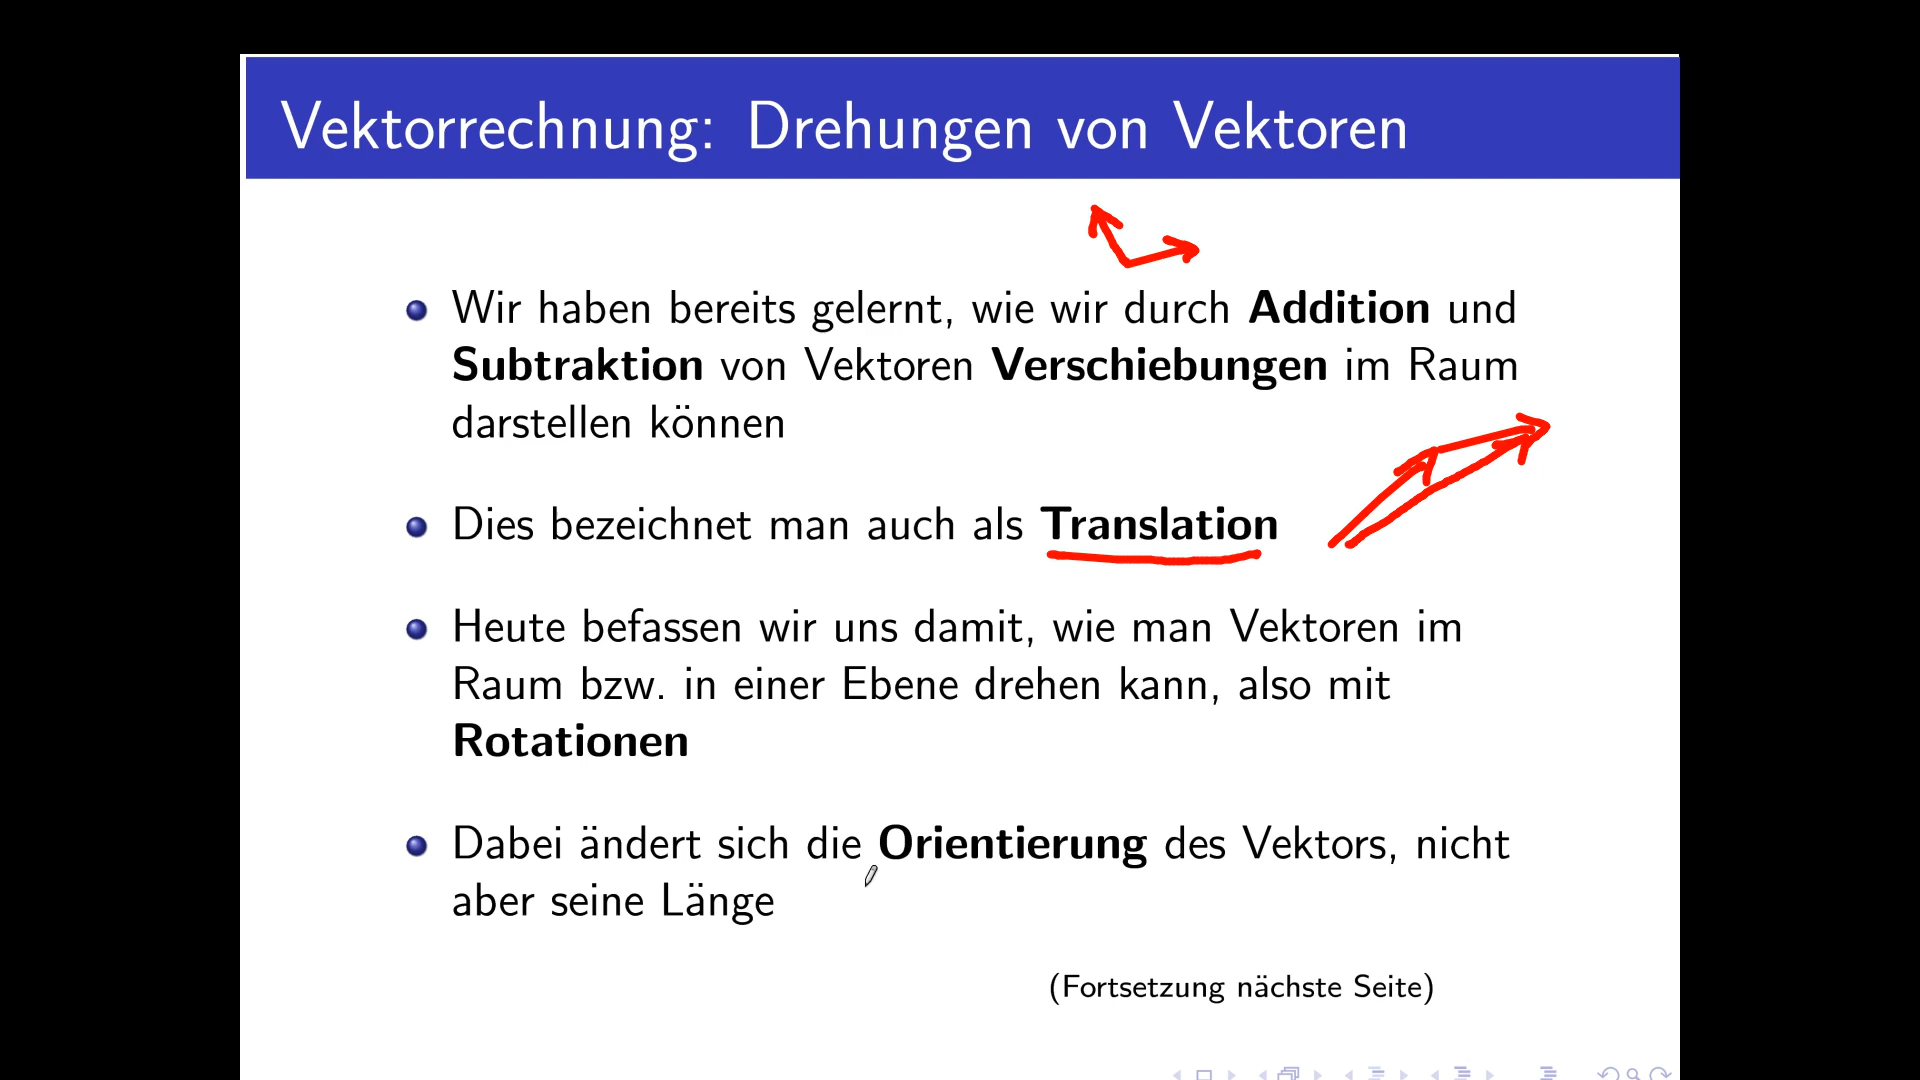 Vektorrechnung: Drehungen von Vektoren
Wir haben bereits gelernt, wie wir durch Addition und
Subtraktion von Vektoren Verschiebungen im Raum
darstellen können
Dies bezeichnet man auch als Translation
Heute befassen wir uns damit, wie man Vektoren im
Raum bzw. in einer Ebene drehen kann, also mit
Rotationen
Dabei ändert sich die Orientierung des Vektors, nicht
aber seine Länge
(Fortsetzung nächste Seite)